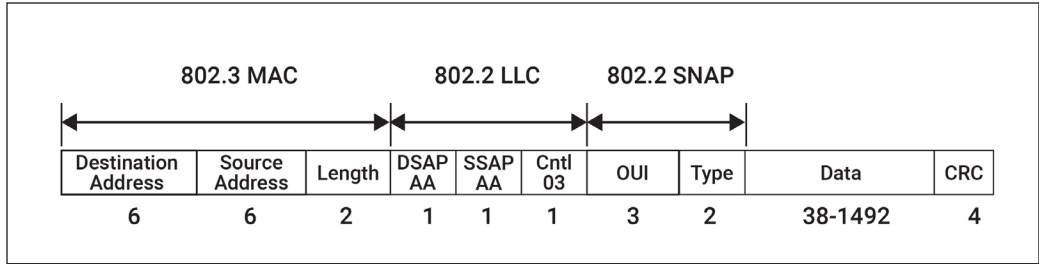 802.3 MAC 802.2 LLC 802.2 SNAP
Destination Address Source Address Length DSAP AA SSAP AA Cntl 03 OUI Type Data CRC
6 6 2 1 1 1 3 2 38-1492 4